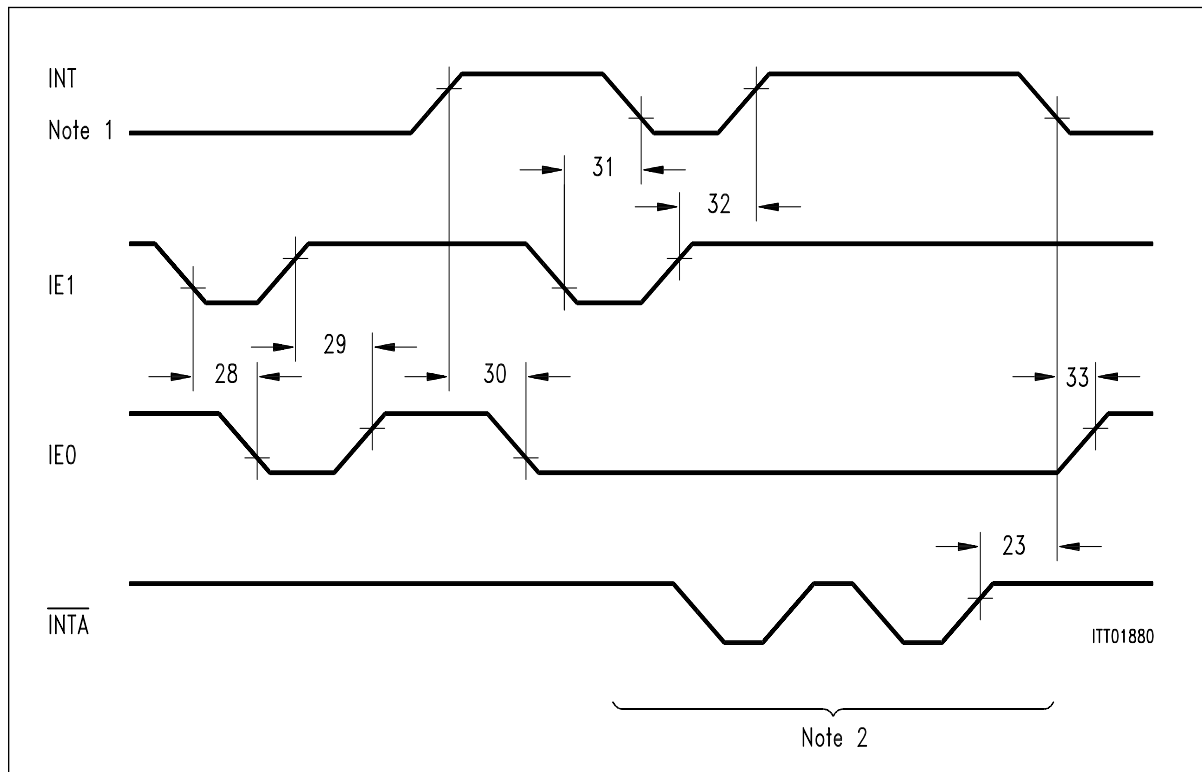 INT
Note 1
31
32
IE1
29
28
30
33
IE0
23
INTA
ITT01880
Note 2